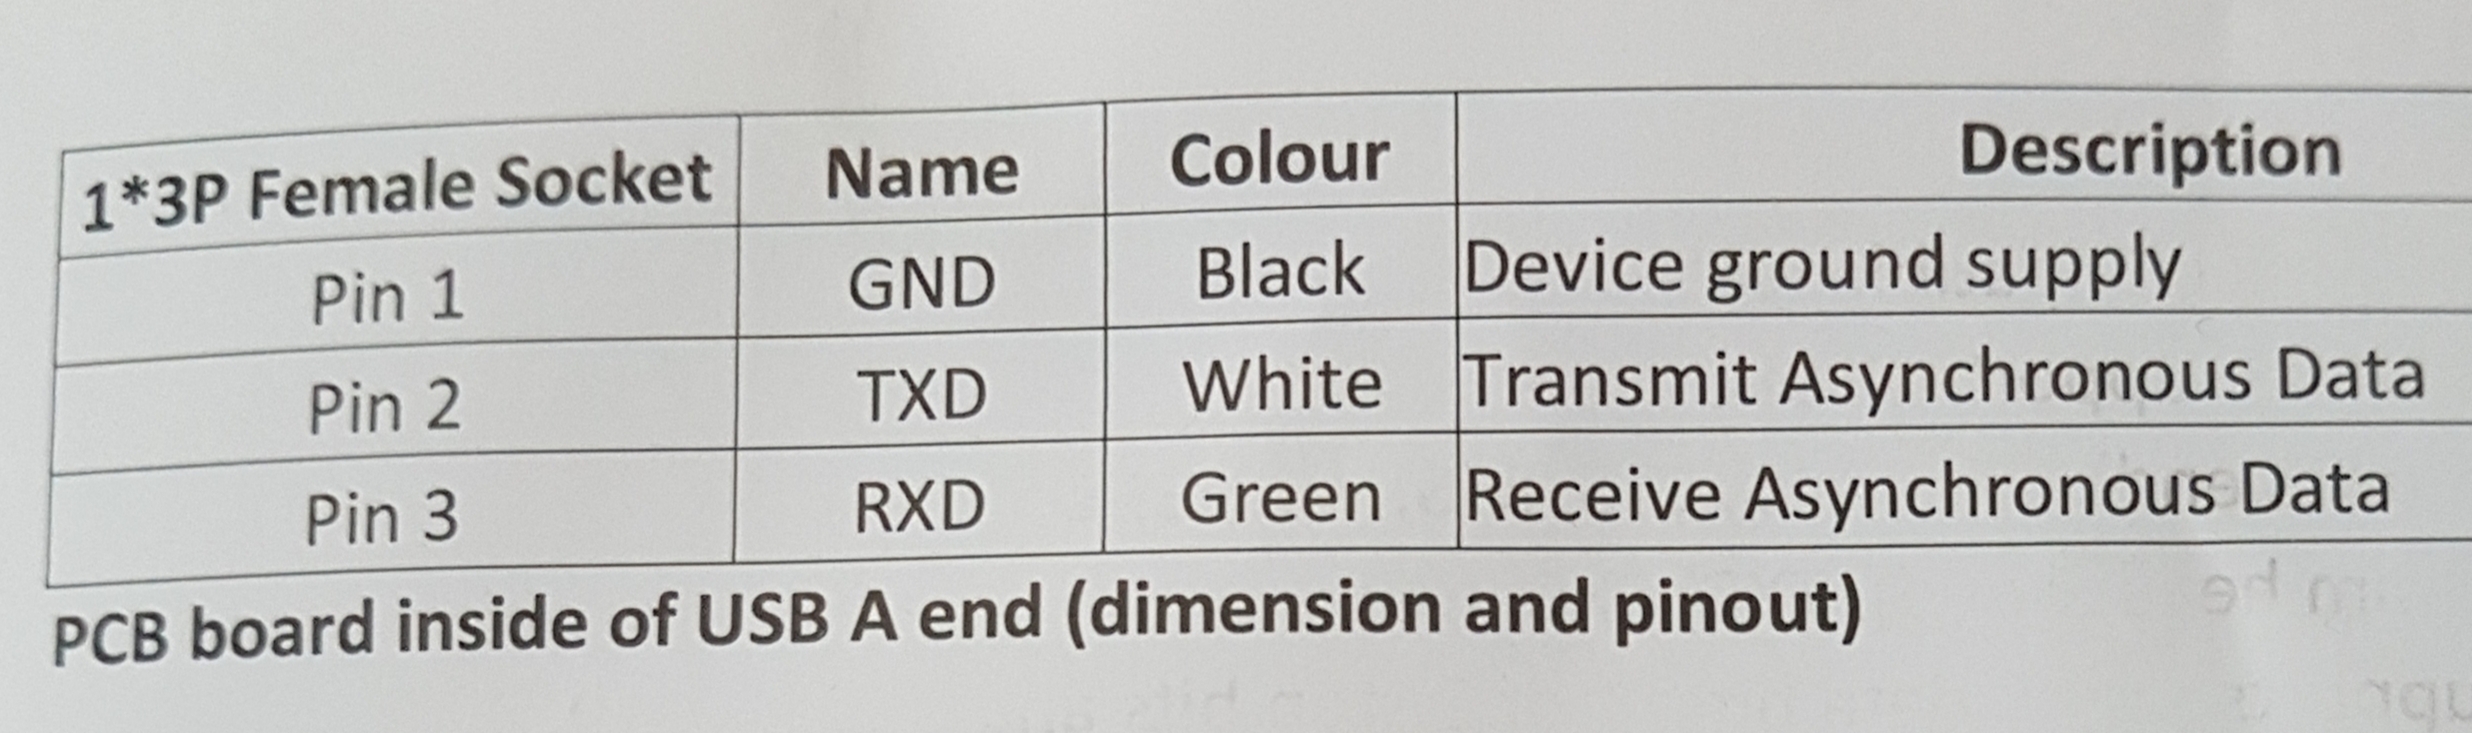 1*3P Female Socket Name Colour Description
Pin 1 GND Black Device ground supply
Pin 2 TXD White Transmit Asynchronous Data
Pin 3 RXD Green Receive Asynchronous Data
PCB board inside of USB A end (dimension and pinout)